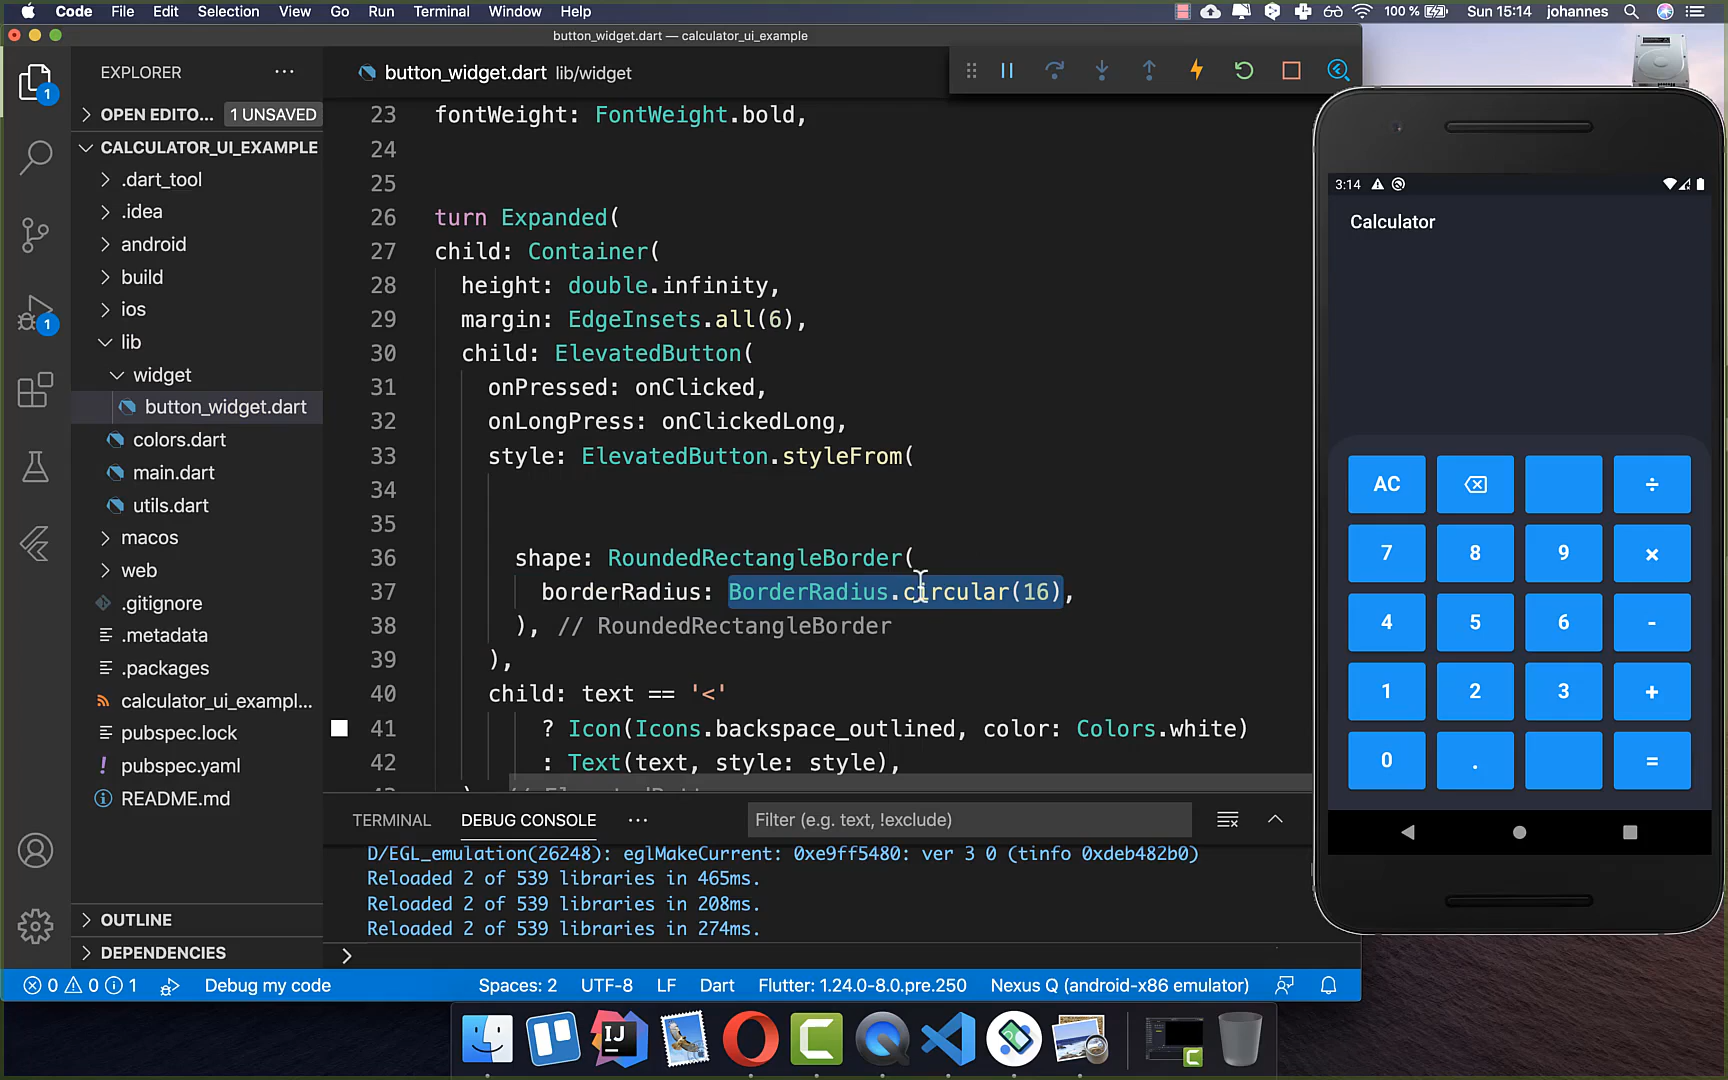 Code File Edit Selection View Go Run Terminal Window Help 100 % Sun 15:14 johannes
button_widget.dart — calculator_ui_example
EXPLORER
button_widget.dart lib/widget
1
OPEN EDITO... 1 UNSAVED
CALCULATOR_UI_EXAMPLE
.dart_tool
.idea
android
build
ios
1
lib
widget
button_widget.dart
colors.dart
main.dart
utils.dart
macos
web
.gitignore
.metadata
.packages
calculator_ui_exampl...
pubspec.lock
pubspec.yaml
README.md
OUTLINE
DEPENDENCIES
23 fontWeight: FontWeight.bold,
24
25
26 turn Expanded(
27 child: Container(
28 height: double.infinity,
29 margin: EdgeInsets.all(6),
30 child: ElevatedButton(
31 onPressed: onClicked,
32 onLongPress: onClickedLong,
33 style: ElevatedButton.styleFrom(
34
35
36 shape: RoundedRectangleBorder(
37 borderRadius: BorderRadius.circular(16),
38 ), // RoundedRectangleBorder
39 ),
40 child: text == '<'
41 ? Icon(Icons.backspace_outlined, color: Colors.white)
42 : Text(text, style: style),
TERMINAL DEBUG CONSOLE Filter (e.g. text, !exclude)
D/EGL_emulation(26248): eglMakeCurrent: 0xe9ff5480: ver 3 0 (tinfo 0xdeb482b0)
Reloaded 2 of 539 libraries in 465ms.
Reloaded 2 of 539 libraries in 208ms.
Reloaded 2 of 539 libraries in 274ms.
0 0 1 Debug my code Spaces: 2 UTF-8 LF Dart Flutter: 1.24.0-8.0.pre.250 Nexus Q (android-x86 emulator)
3:14
Calculator
AC ÷
7 8 9 ×
4 5 6 -
1 2 3 +
0 . =
IJ